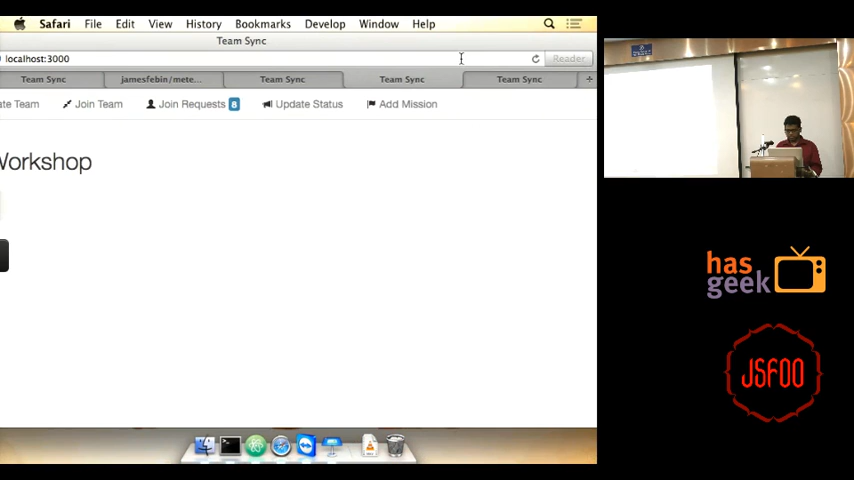 Safari File Edit View History Bookmarks Develop Window Help
Team Sync
localhost:3000
Reader
Team Sync
jamesfebin/mete...
Team Sync
Team Sync
Team Sync
+
ate Team
Join Team
Join Requests 8
Update Status
Add Mission
Workshop
has
geek
JSFOO